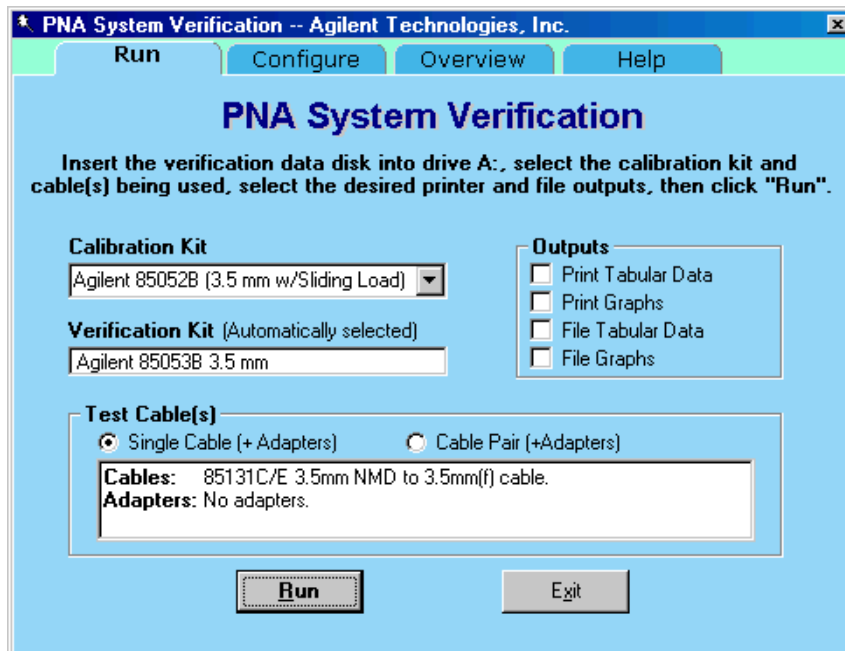 PNA System Verification -- Agilent Technologies, Inc.
Run
Configure
Overview
Help
PNA System Verification
Insert the verification data disk into drive A:, select the calibration kit and
cable(s) being used, select the desired printer and file outputs, then click "Run".
Calibration Kit
Agilent 85052B (3.5 mm w/Sliding Load)
Verification Kit (Automatically selected)
Agilent 85053B 3.5 mm
Outputs
Print Tabular Data
Print Graphs
File Tabular Data
File Graphs
Test Cable(s)
Single Cable (+ Adapters)
Cable Pair (+Adapters)
Cables: 85131C/E 3.5mm NMD to 3.5mm(f) cable.
Adapters: No adapters.
Run
Exit